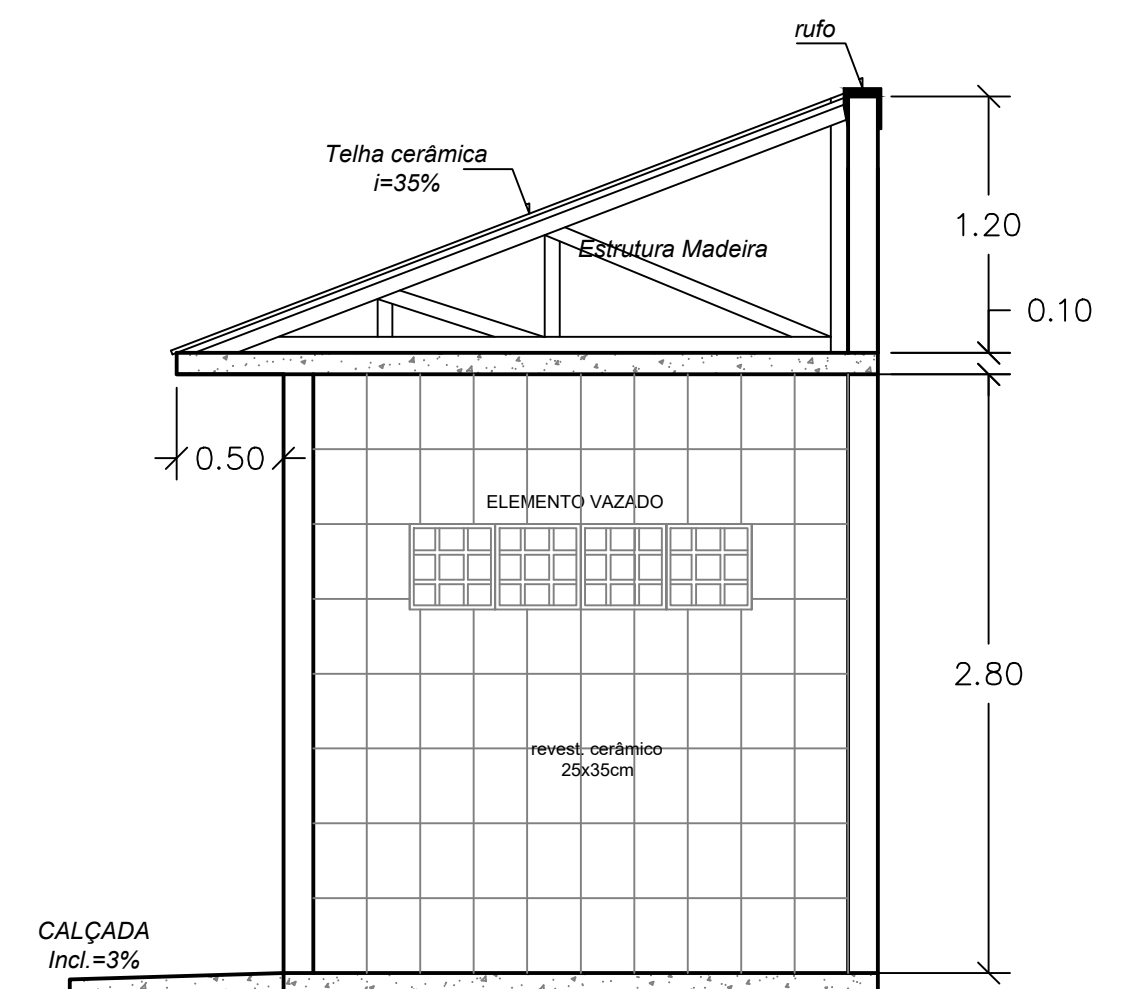 rufo
Telha cerâmica
i=35%
1.20
Estrutura Madeira
0.10
0.50
ELEMENTO VAZADO
2.80
revest. cerâmico
25x35cm
CALÇADA
Incl.=3%